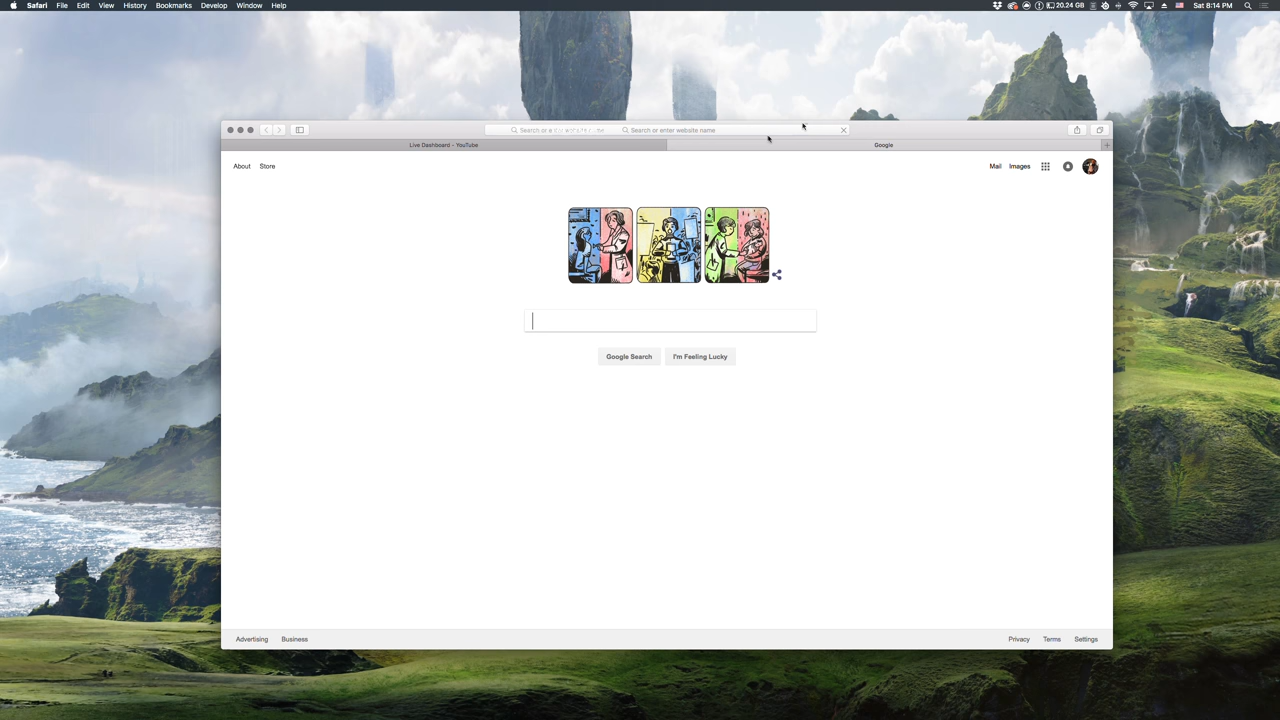 Safari File Edit View History Bookmarks Develop Window Help 20.24 GB Sat 8:14 PM
Search or enter website name
Live Dashboard - YouTube Google
About Store Mail Images
Google Search I'm Feeling Lucky
Advertising Business Privacy Terms Settings